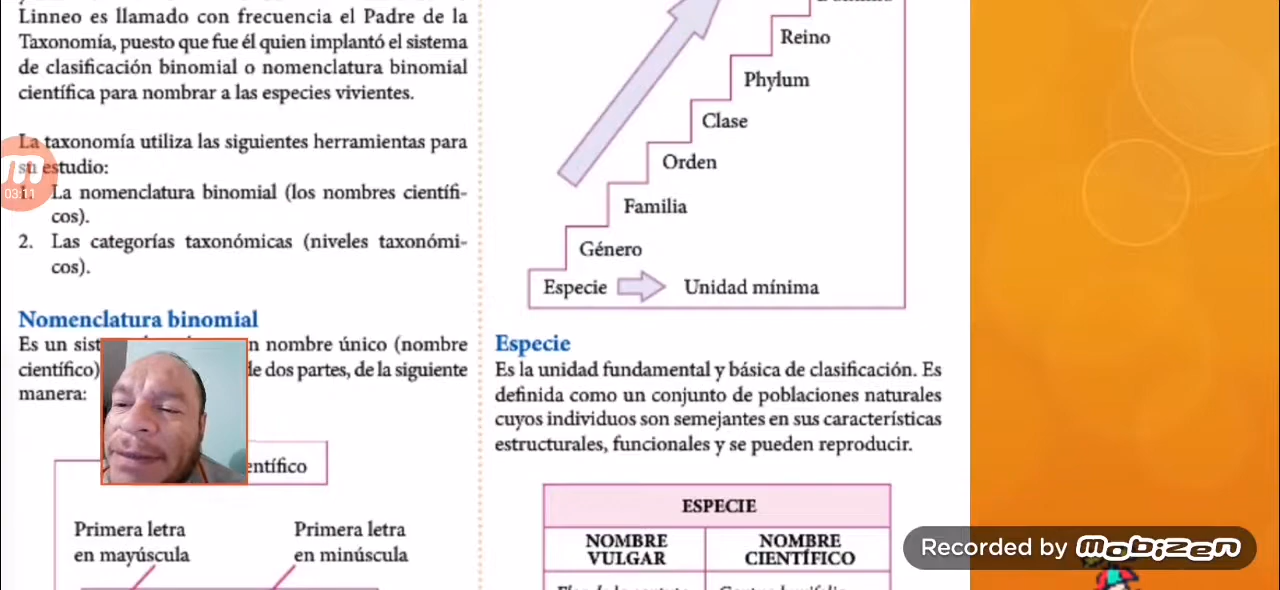 Linneo es llamado con frecuencia el Padre de la
Taxonomía, puesto que fue él quien implantó el sistema
de clasificación binomial o nomenclatura binomial
científica para nombrar a las especies vivientes.
La taxonomía utiliza las siguientes herramientas para
su estudio:
03:11
1. La nomenclatura binomial (los nombres científi-
cos).
2. Las categorías taxonómicas (niveles taxonómi-
cos).
Nomenclatura binomial
Es un nombre único (nombre
científico) de dos partes, de la siguiente
manera:
Primera letra
en mayúscula
Primera letra
en minúscula
Reino
Phylum
Clase
Orden
Familia
Género
Especie
Unidad mínima
Especie
Es la unidad fundamental y básica de clasificación. Es
definida como un conjunto de poblaciones naturales
cuyos individuos son semejantes en sus características
estructurales, funcionales y se pueden reproducir.
ESPECIE
NOMBRE
VULGAR
NOMBRE
CIENTÍFICO
Recorded by Mobizen